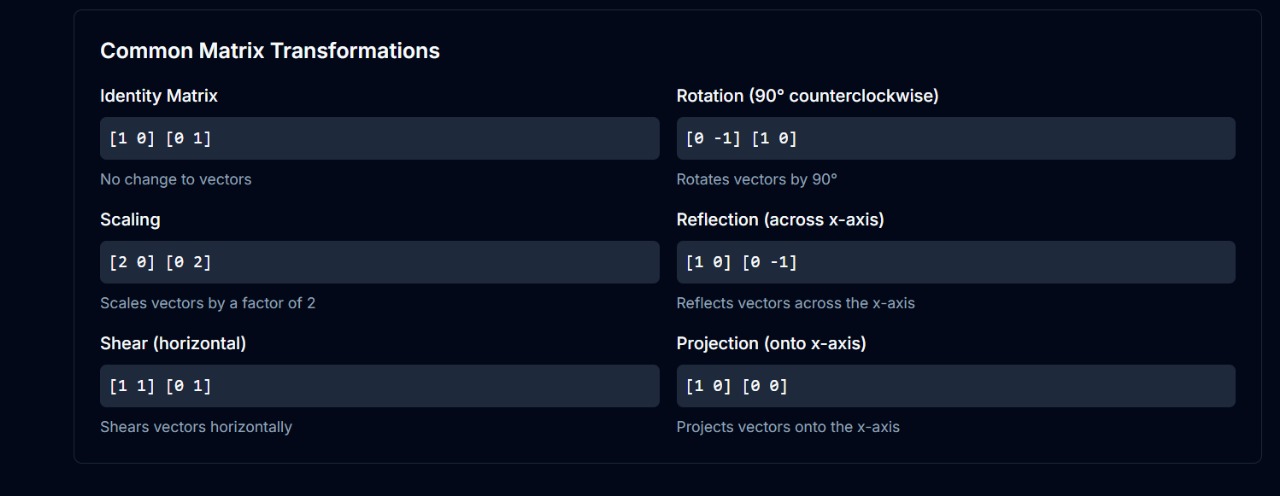 Common Matrix Transformations
Identity Matrix
[1 0] [0 1]
No change to vectors
Rotation (90° counterclockwise)
[0 -1] [1 0]
Rotates vectors by 90°
Scaling
[2 0] [0 2]
Scales vectors by a factor of 2
Reflection (across x-axis)
[1 0] [0 -1]
Reflects vectors across the x-axis
Shear (horizontal)
[1 1] [0 1]
Shears vectors horizontally
Projection (onto x-axis)
[1 0] [0 0]
Projects vectors onto the x-axis